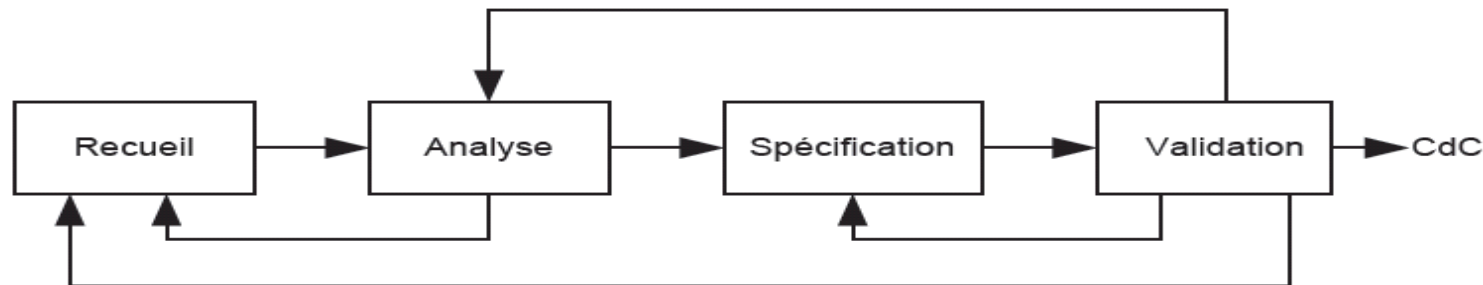 Recueil
Analyse
Spécification
Validation
CdC